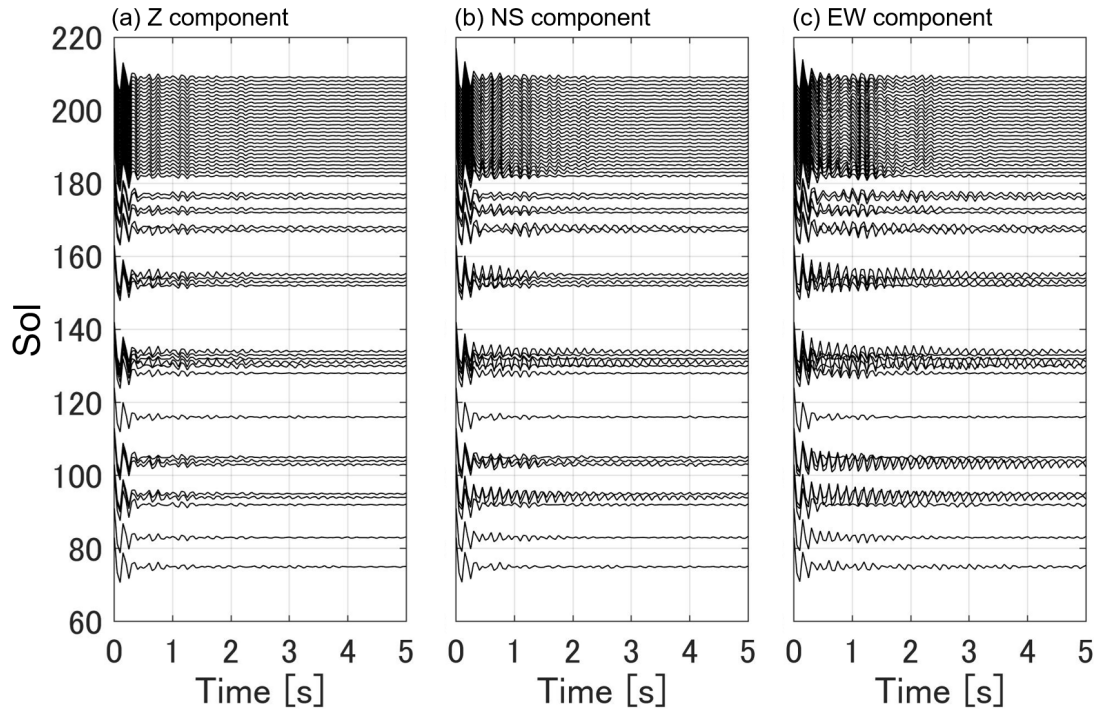 (a) Z component (b) NS component (c) EW component
220
200
180
160
140
120
100
80
60
Sol
0 1 2 3 4 5 0 1 2 3 4 5 0 1 2 3 4 5
Time [s] Time [s] Time [s]